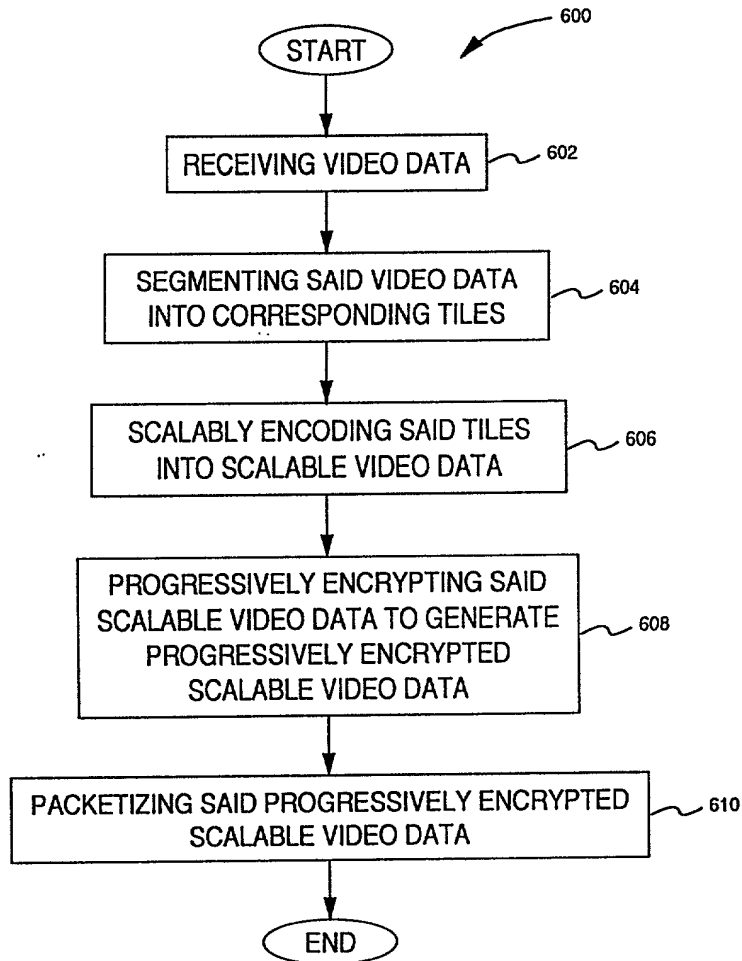 600
START
RECEIVING VIDEO DATA
602
SEGMENTING SAID VIDEO DATA
INTO CORRESPONDING TILES
604
SCALABLY ENCODING SAID TILES
INTO SCALABLE VIDEO DATA
606
PROGRESSIVELY ENCRYPTING SAID
SCALABLE VIDEO DATA TO GENERATE
PROGRESSIVELY ENCRYPTED
SCALABLE VIDEO DATA
608
PACKETIZING SAID PROGRESSIVELY ENCRYPTED
SCALABLE VIDEO DATA
610
END